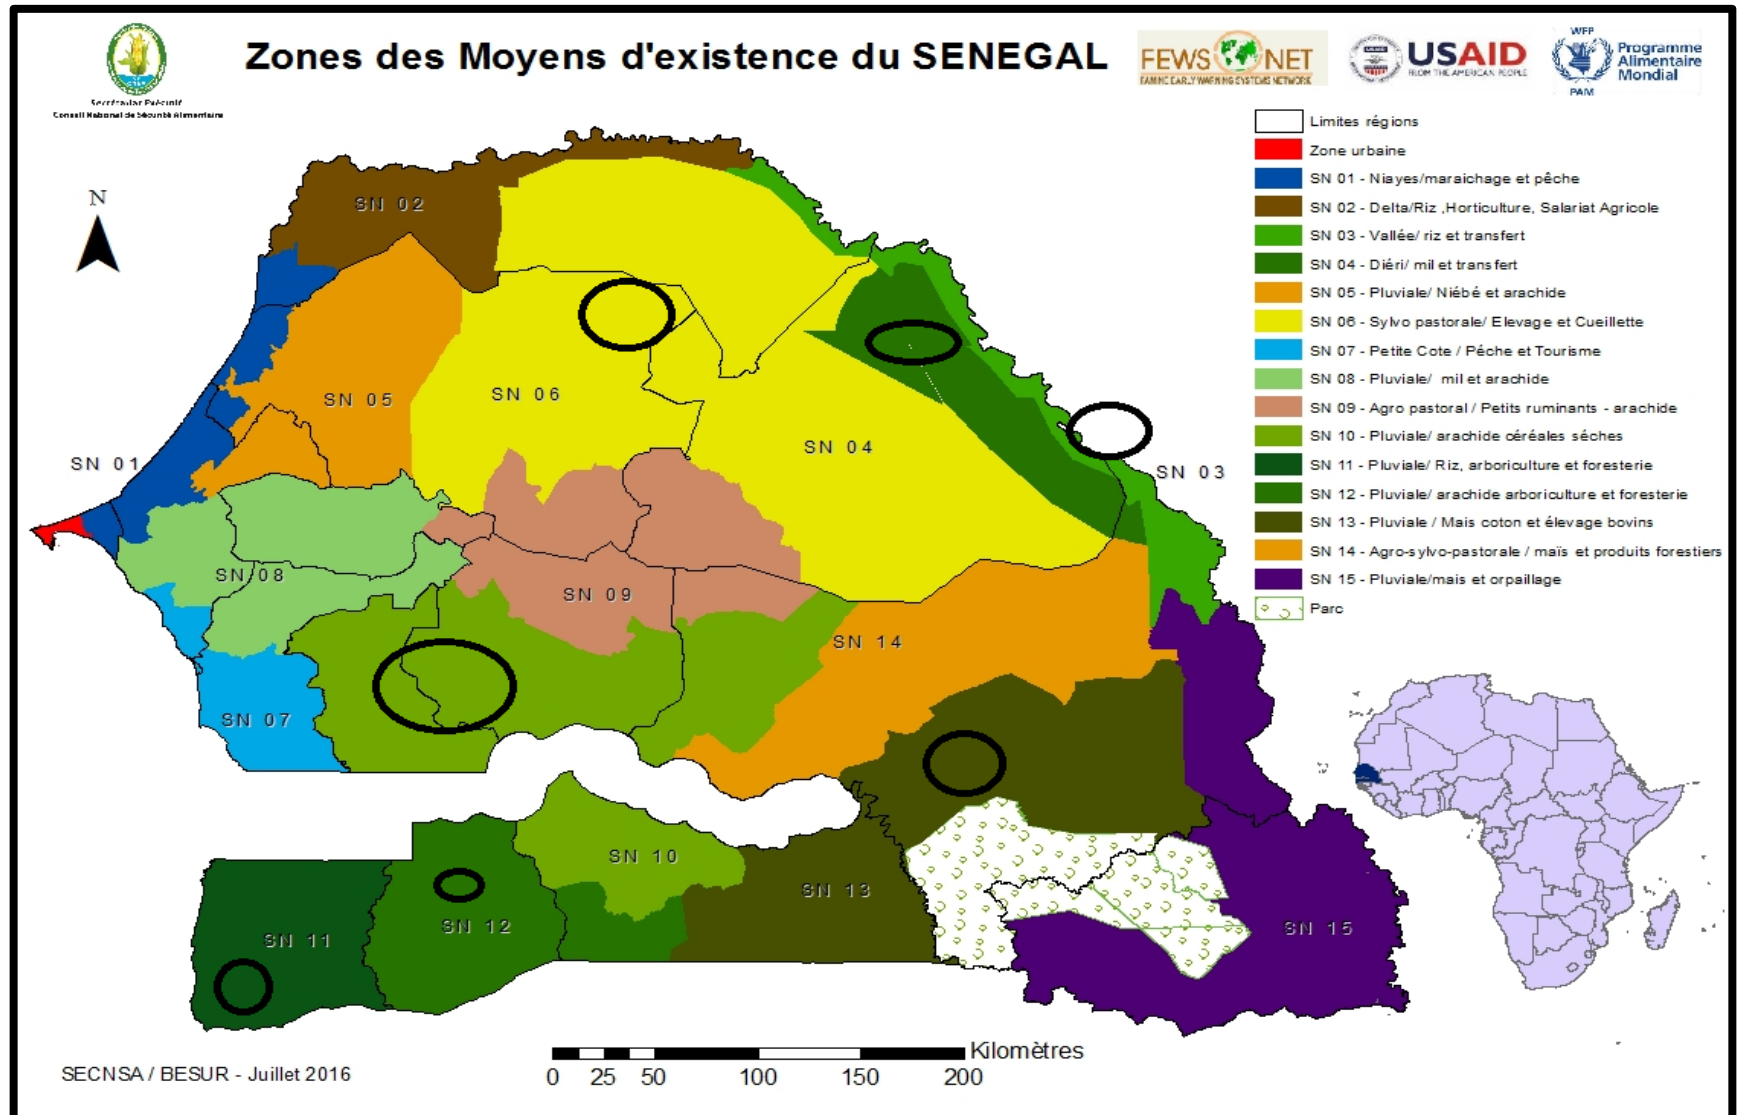 Zones des Moyens d'existence du SENEGAL
Secrétariat Exécutif
Conseil National de Sécurité Alimentaire
FEWS NET
FAMINE EARLY WARNING SYSTEMS NETWORK
USAID
FROM THE AMERICAN PEOPLE
WFP
PAM
Programme
Alimentaire
Mondial
Limites régions
Zone urbaine
SN 01 - Niayes/maraichage et pêche
SN 02 - Delta/Riz ,Horticulture, Salariat Agricole
SN 03 - Vallée/ riz et transfert
SN 04 - Diéri/ mil et transfert
SN 05 - Pluviale/ Niébé et arachide
SN 06 - Sylvo pastorale/ Elevage et Cueillette
SN 07 - Petite Cote / Pêche et Tourisme
SN 08 - Pluviale/ mil et arachide
SN 09 - Agro pastoral / Petits ruminants - arachide
SN 10 - Pluviale/ arachide céréales séches
SN 11 - Pluviale/ Riz, arboriculture et foresterie
SN 12 - Pluviale/ arachide arboriculture et foresterie
SN 13 - Pluviale / Mais coton et élevage bovins
SN 14 - Agro-sylvo-pastorale / maïs et produits forestiers
SN 15 - Pluviale/mais et orpaillage
Parc
N
SN 02
SN 05
SN 06
SN 04
SN 01
SN 03
SN 08
SN 09
SN 14
SN 07
SN 10
SN 13
SN 12
SN 11
SN 15
Kilomètres
0 25 50 100 150 200
SECNSA / BESUR - Juillet 2016